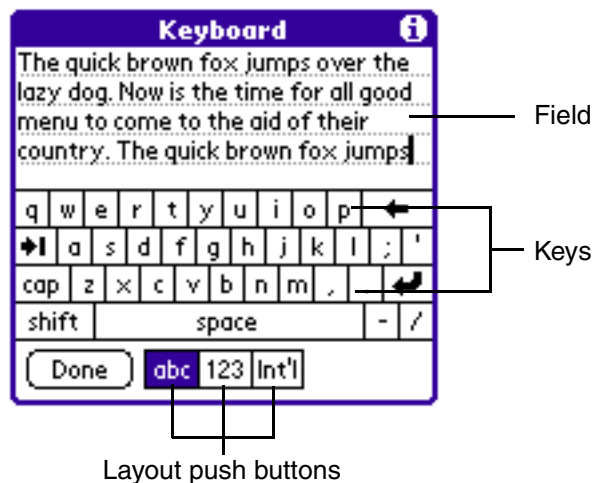 Keyboard i
The quick brown fox jumps over the
lazy dog. Now is the time for all good
menu to come to the aid of their
country. The quick brown fox jumps
Field
q w e r t y u i o p
a s d f g h j k l ; '
Keys
cap z x c v b n m , .
shift space - /
Done abc 123 Int'l
Layout push buttons